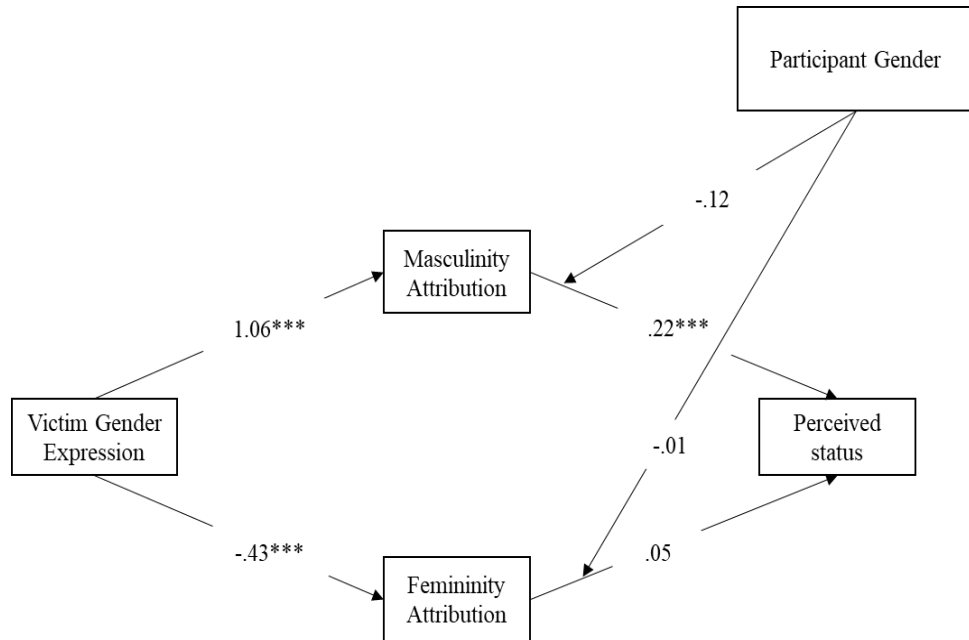 Participant Gender
-.12
Masculinity
Attribution
1.06***
.22***
Victim Gender
Expression
Perceived
status
-.01
-.43***
.05
Femininity
Attribution